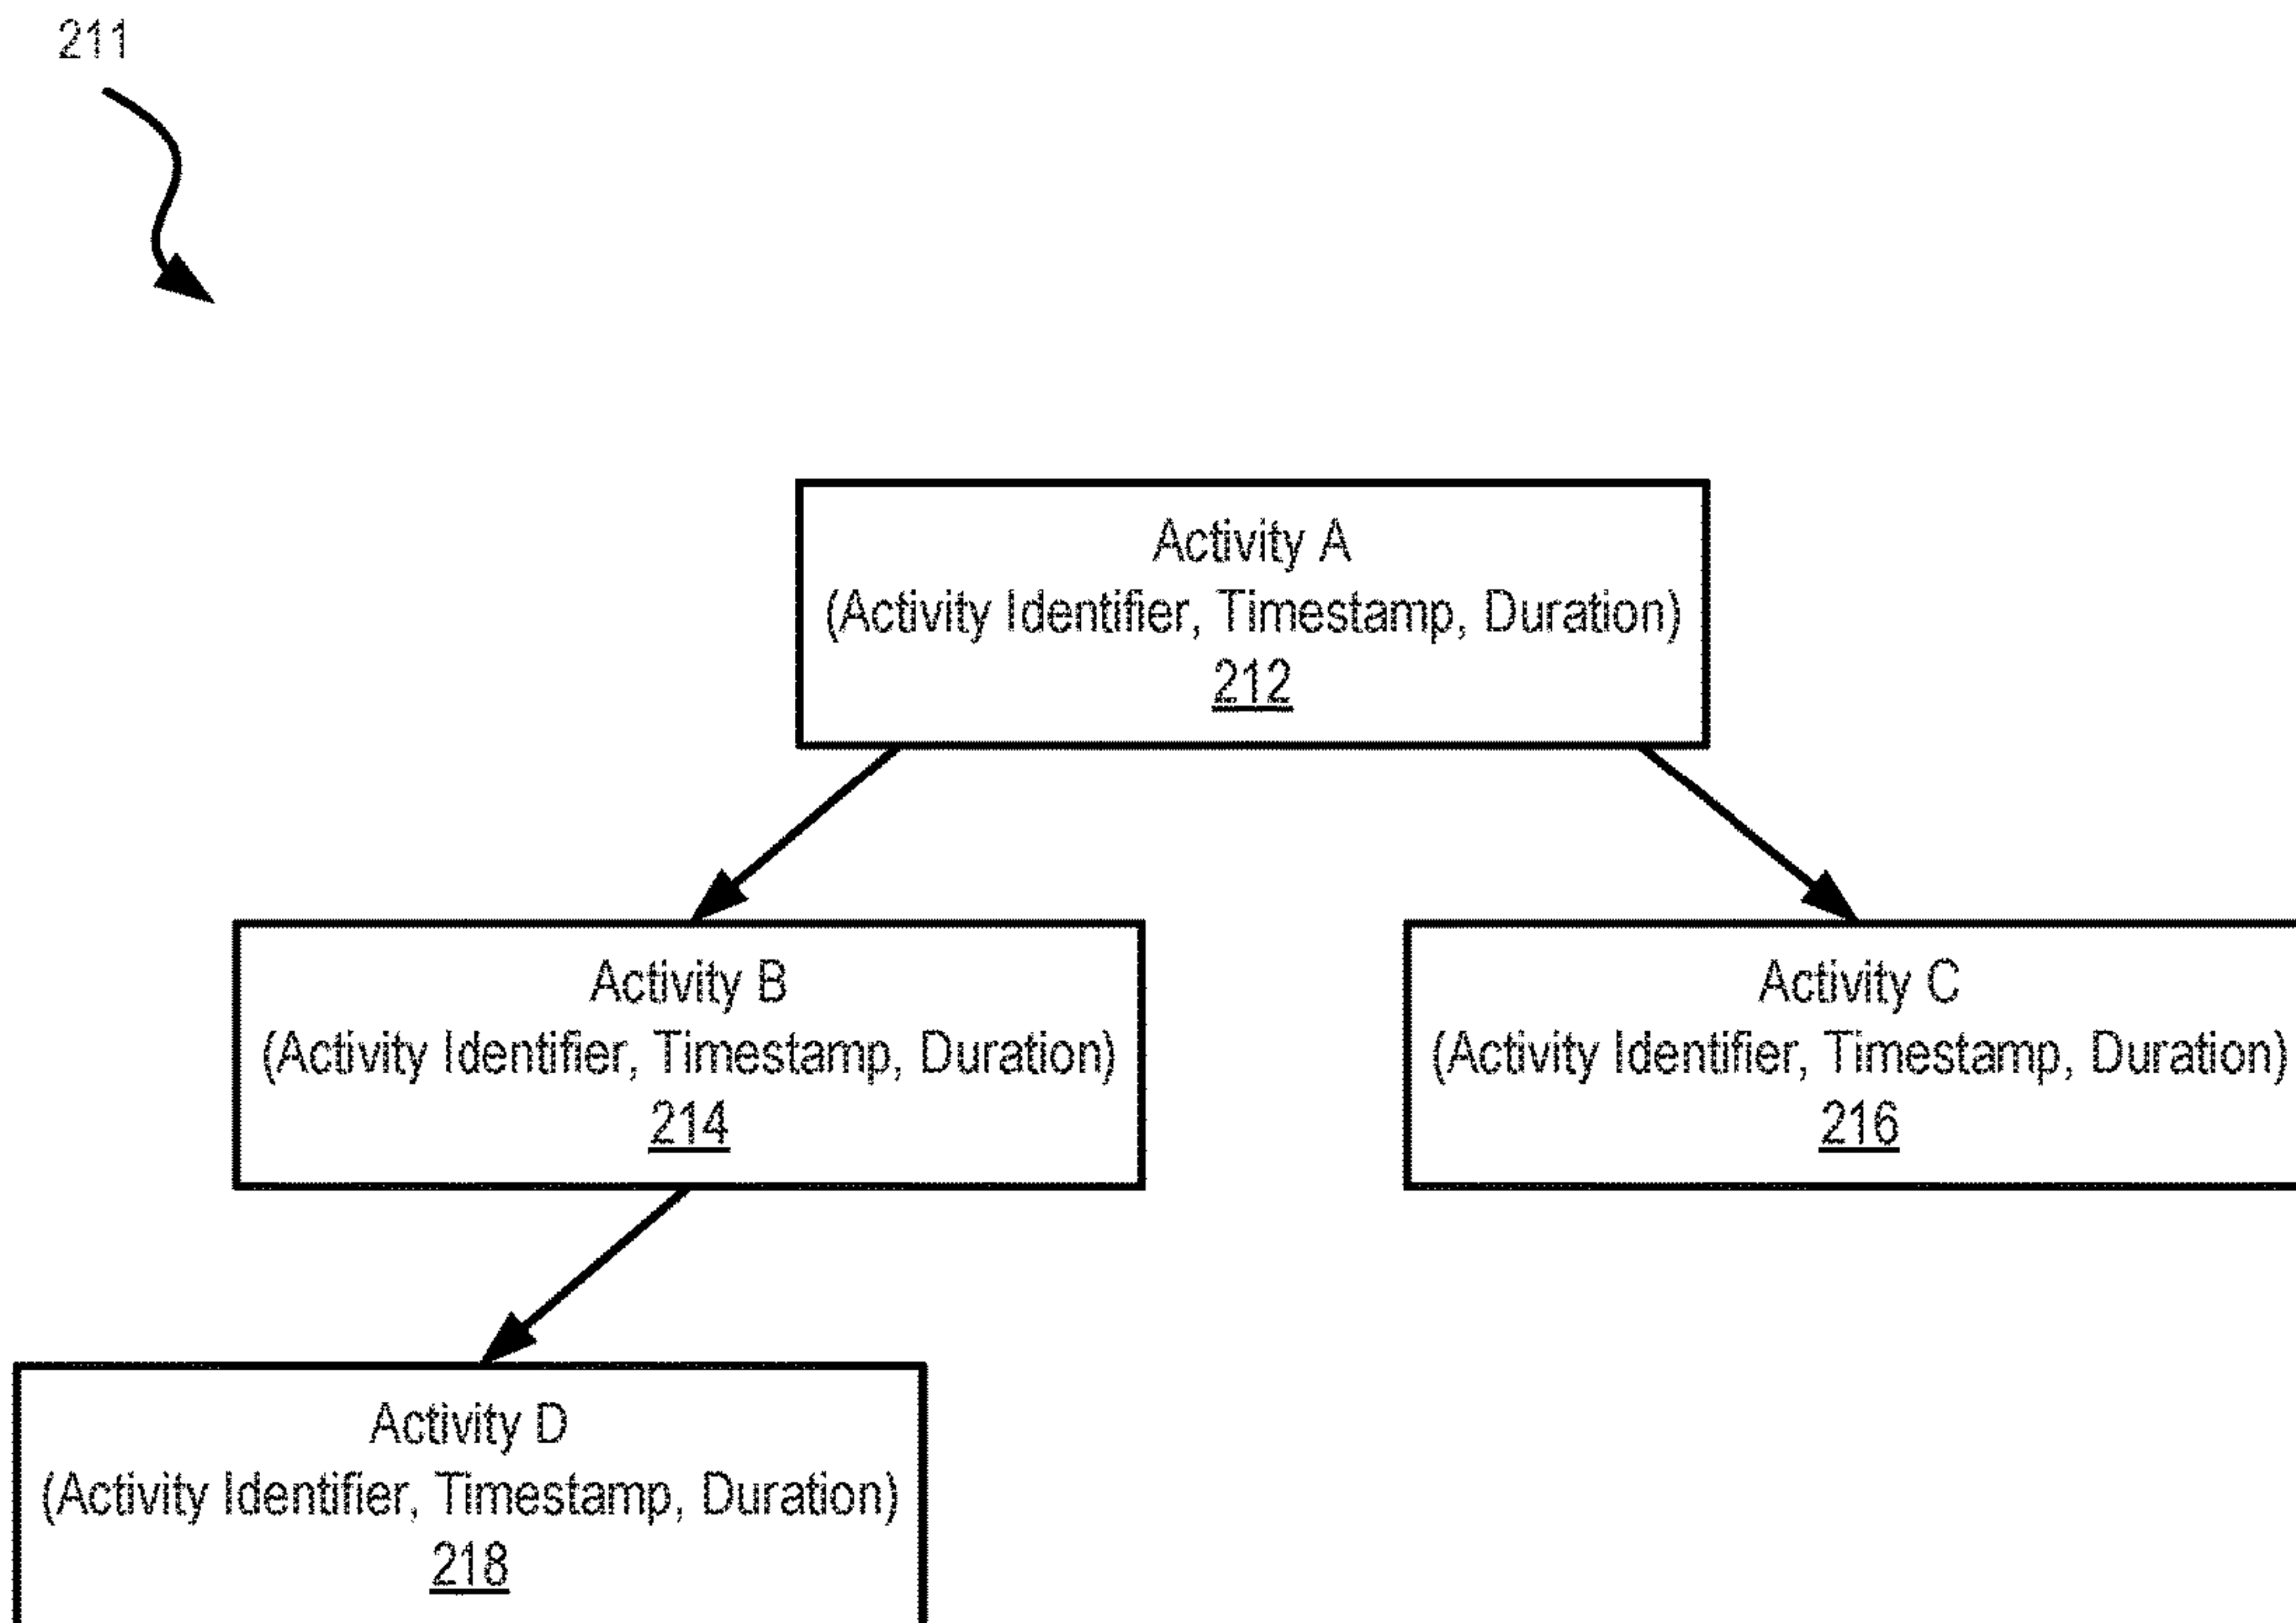 211
Activity A
(Activity Identifier, Timestamp, Duration)
212
Activity B
(Activity Identifier, Timestamp, Duration)
214
Activity C
(Activity Identifier, Timestamp, Duration)
216
Activity D
(Activity Identifier, Timestamp, Duration)
218